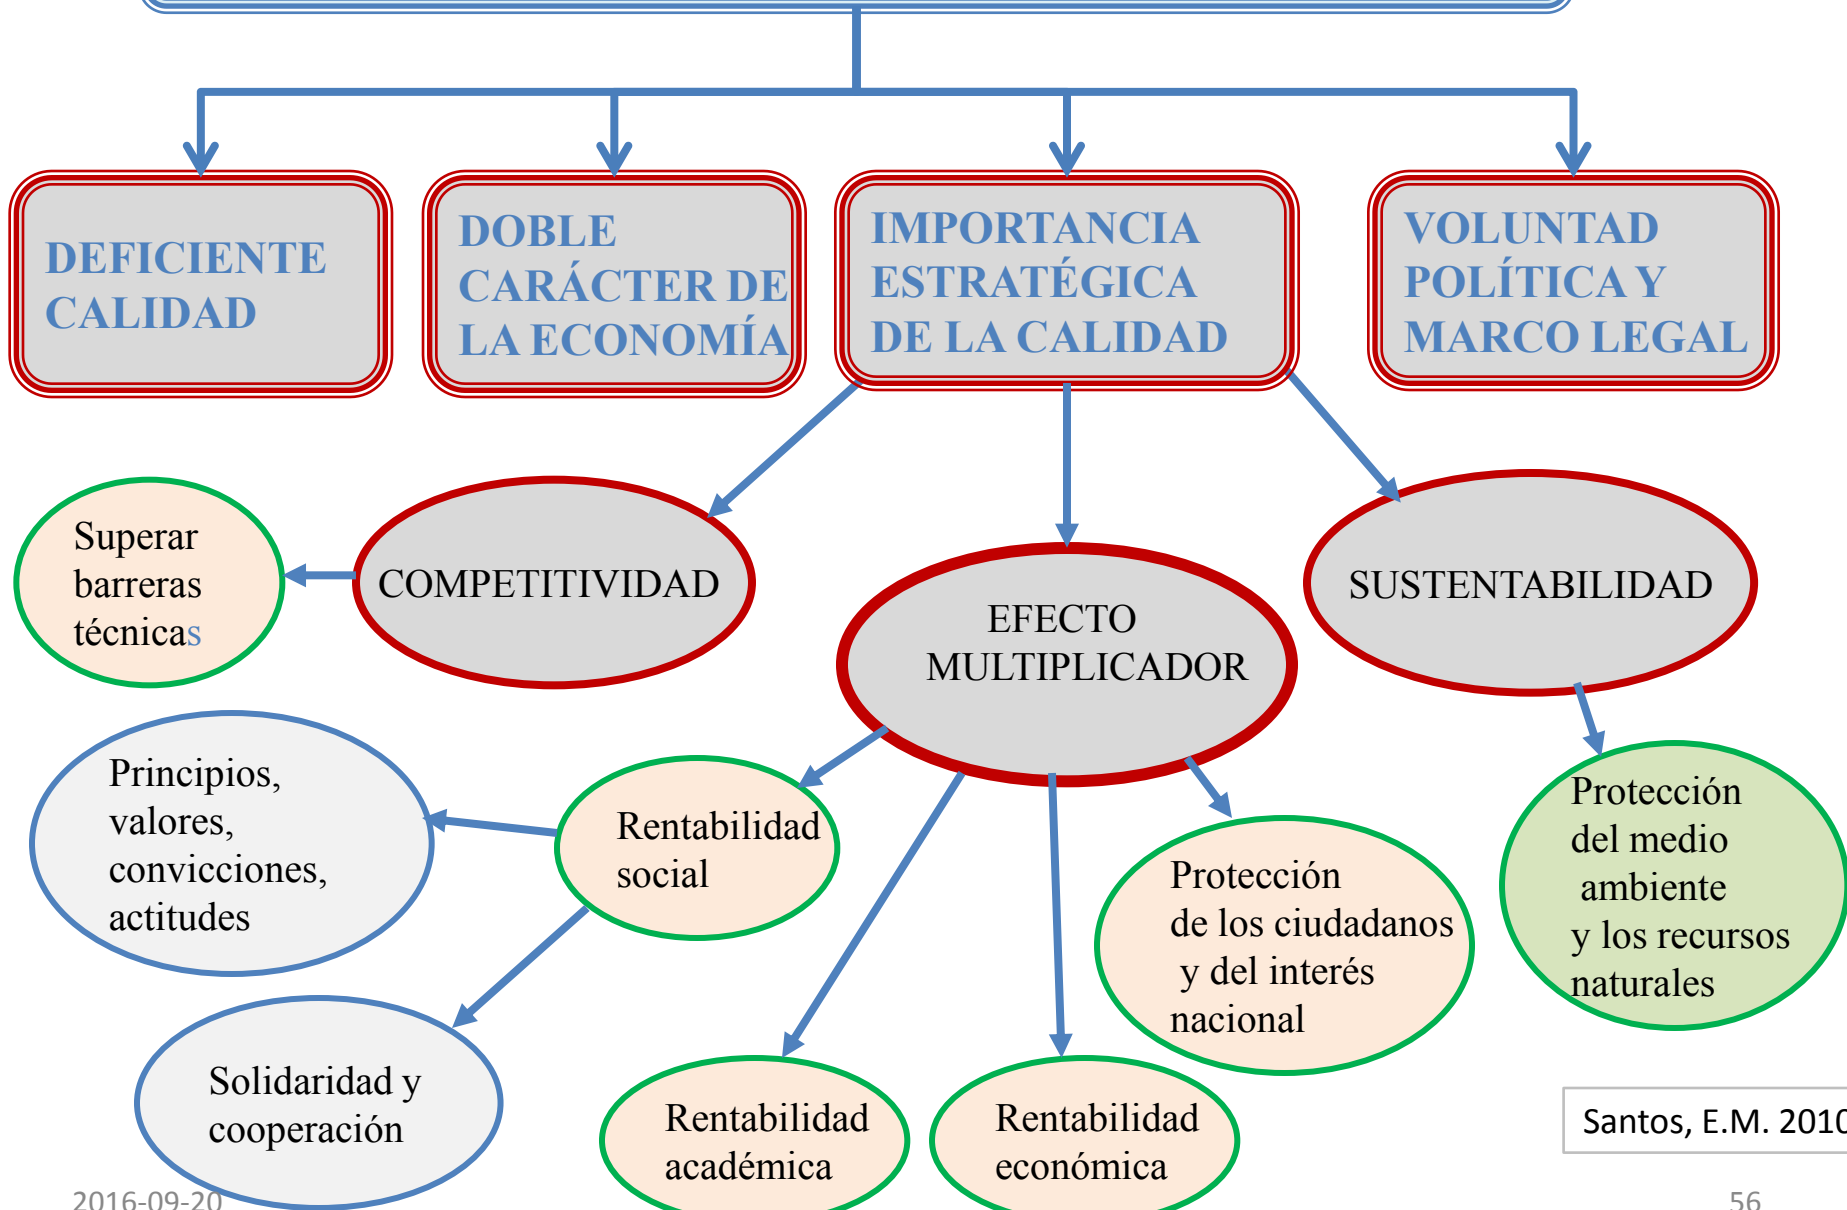 DEFICIENTE
CALIDAD
DOBLE
CARÁCTER DE
LA ECONOMÍA
IMPORTANCIA
ESTRATÉGICA
DE LA CALIDAD
VOLUNTAD
POLÍTICA Y
MARCO LEGAL
Superar
barreras
técnicas
COMPETITIVIDAD
EFECTO
MULTIPLICADOR
SUSTENTABILIDAD
Principios,
valores,
convicciones,
actitudes
Rentabilidad
social
Protección
de los ciudadanos
y del interés
nacional
Protección
del medio
ambiente
y los recursos
naturales
Solidaridad y
cooperación
Rentabilidad
académica
Rentabilidad
económica
Santos, E.M. 2010
2016-09-20
56